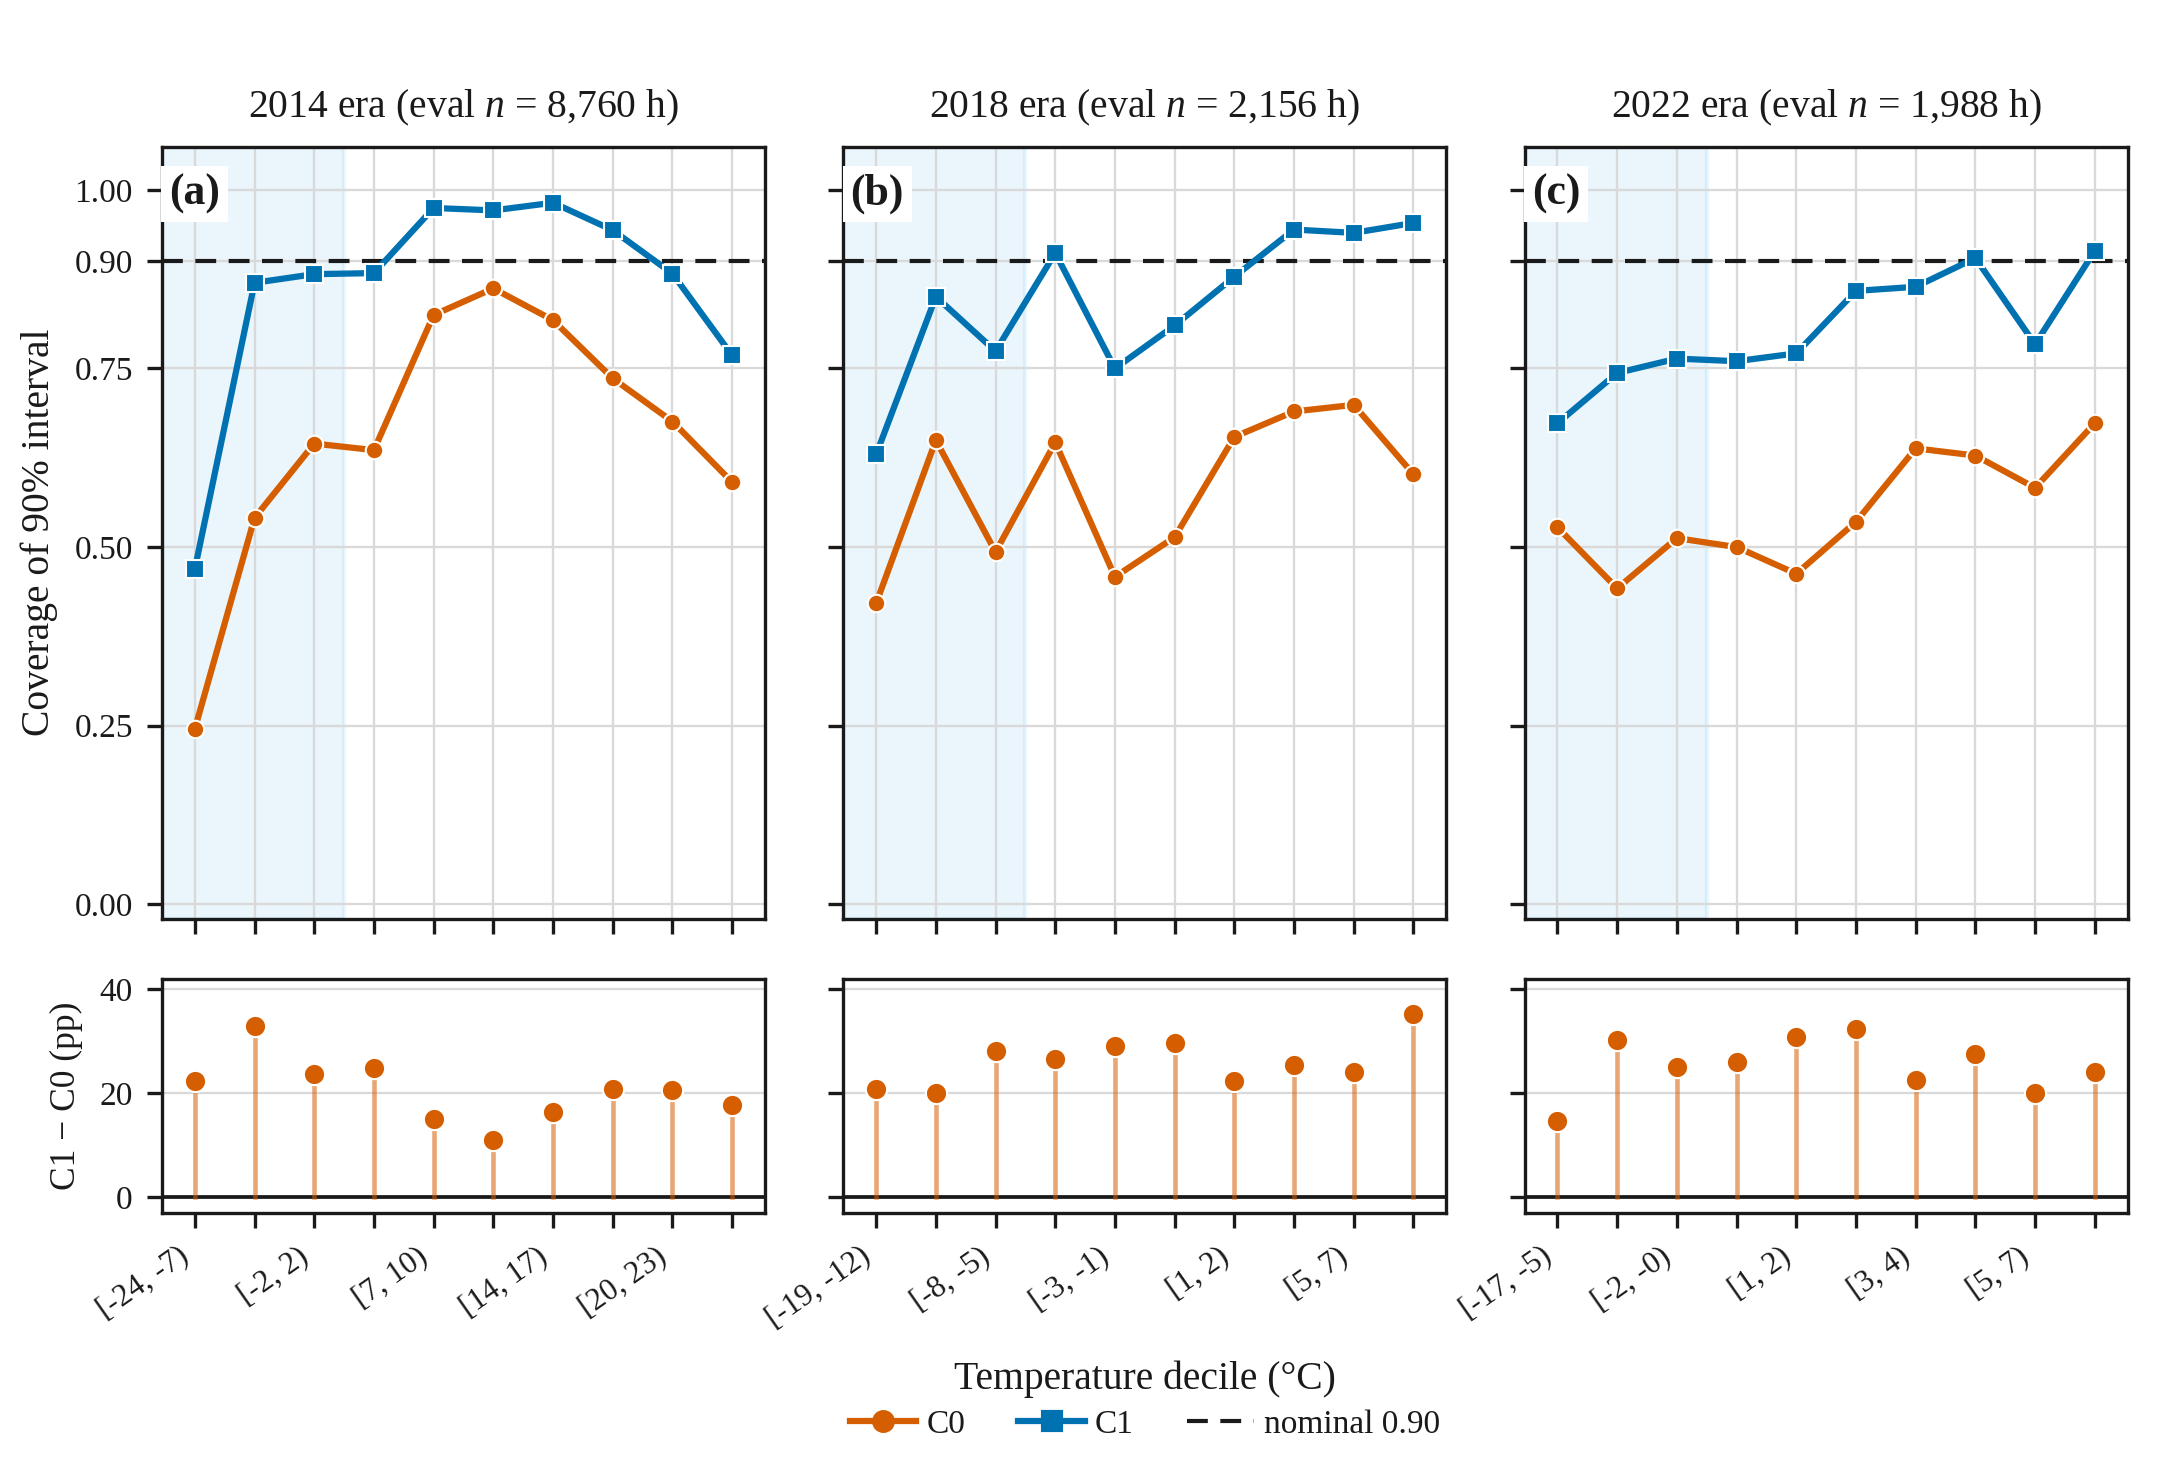 2014 era (eval n = 8,760 h)
2018 era (eval n = 2,156 h)
2022 era (eval n = 1,988 h)
(a)
(b)
(c)
Coverage of 90% interval
1.00
0.90
0.75
0.50
0.25
0.00
C1 − C0 (pp)
40
20
0
[-24, -7)
[-2, 2)
[7, 10)
[14, 17)
[20, 23)
[-19, -12)
[-8, -5)
[-3, -1)
[1, 2)
[5, 7)
[-17, -5)
[-2, -0)
[1, 2)
[3, 4)
[5, 7)
Temperature decile (°C)
C0
C1
nominal 0.90